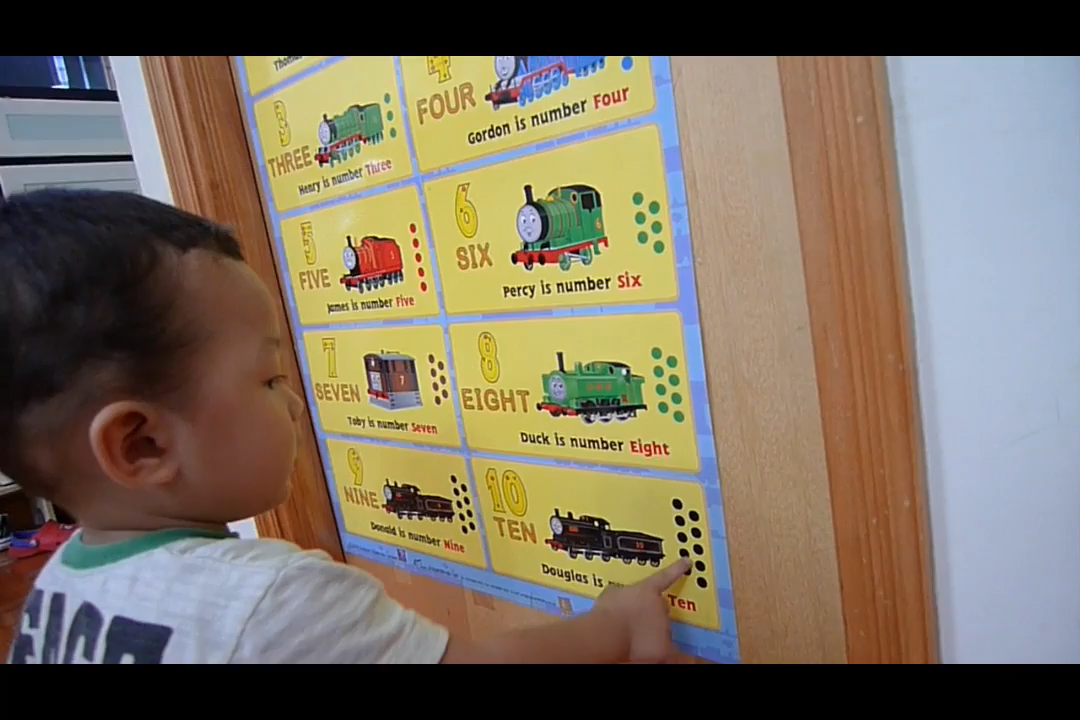 Thomas
4
FOUR
Gordon is number Four
3
THREE
Henry is number Three
5
FIVE
James is number Five
6
SIX
Percy is number Six
7
SEVEN
7
Toby is number Seven
8
EIGHT
Duck is number Eight
9
NINE
Donald is number Nine
10
TEN
Douglas is
Ten